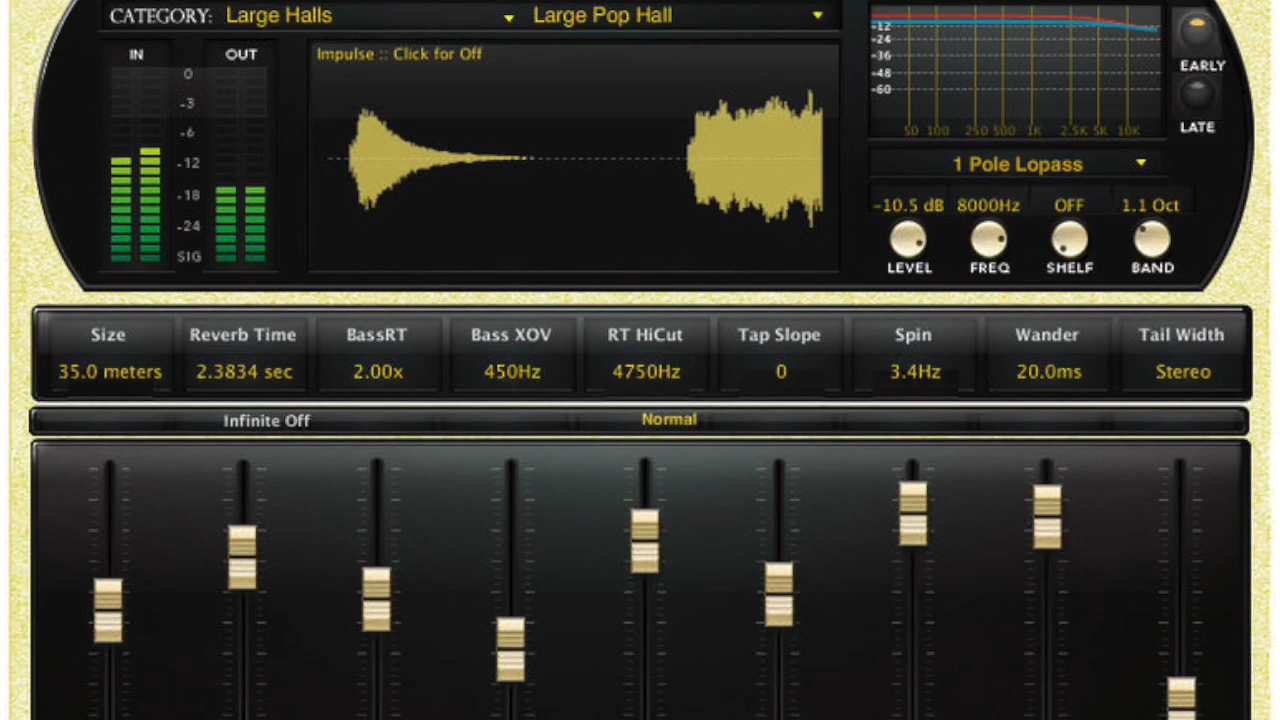 CATEGORY: Large Halls Large Pop Hall
IN OUT
0
-3
-6
-12
-18
-24
SIG
Impulse :: Click for Off
-12
-24
-36
-48
-60
50 100 250 500 1K 2.5K 5K 10K
EARLY
LATE
1 Pole Lopass
-10.5 dB 8000Hz OFF 1.1 Oct
LEVEL FREQ SHELF BAND
Size Reverb Time BassRT Bass XOV RT HiCut Tap Slope Spin Wander Tail Width
35.0 meters 2.3834 sec 2.00x 450Hz 4750Hz 0 3.4Hz 20.0ms Stereo
Infinite Off Normal